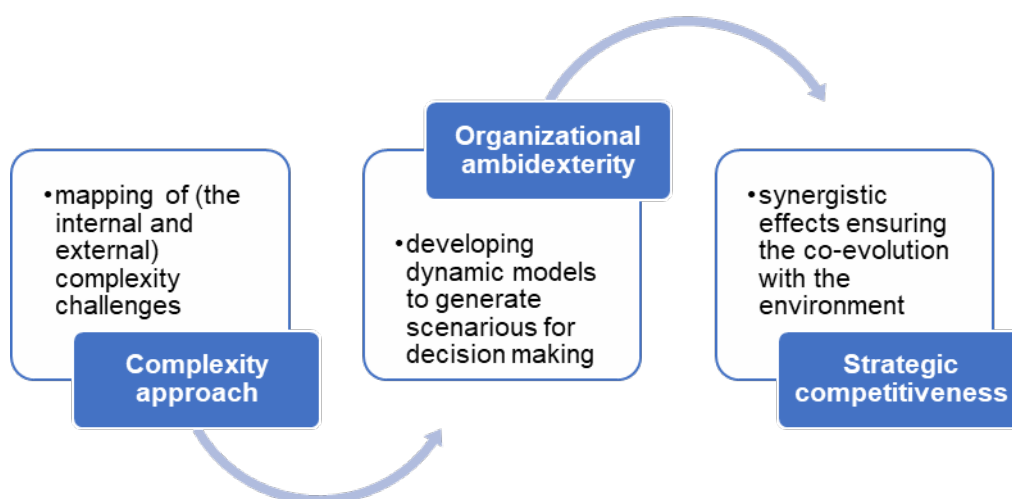 •mapping of (the
internal and
external)
complexity
challenges
Complexity
approach
Organizational
ambidexterity
•developing
dynamic models
to generate
scenarious for
decision making
•synergistic
effects ensuring
the co-evolution
with the
environment
Strategic
competitiveness